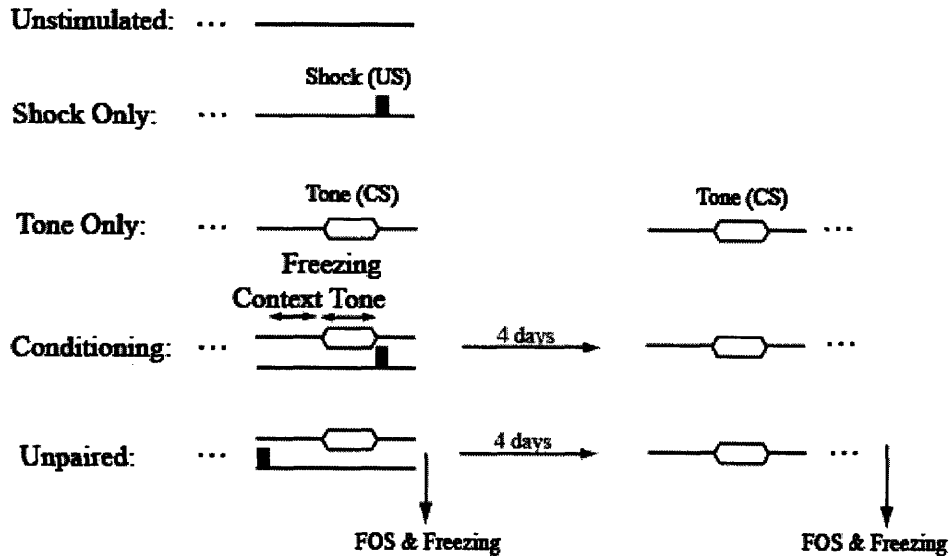 Unstimulated: ...
Shock (US)
Shock Only: ...
Tone (CS) Tone (CS)
Tone Only: ... ...
Freezing
Context Tone
Conditioning: ... 4 days ...
Unpaired: ... 4 days ...
FOS & Freezing FOS & Freezing